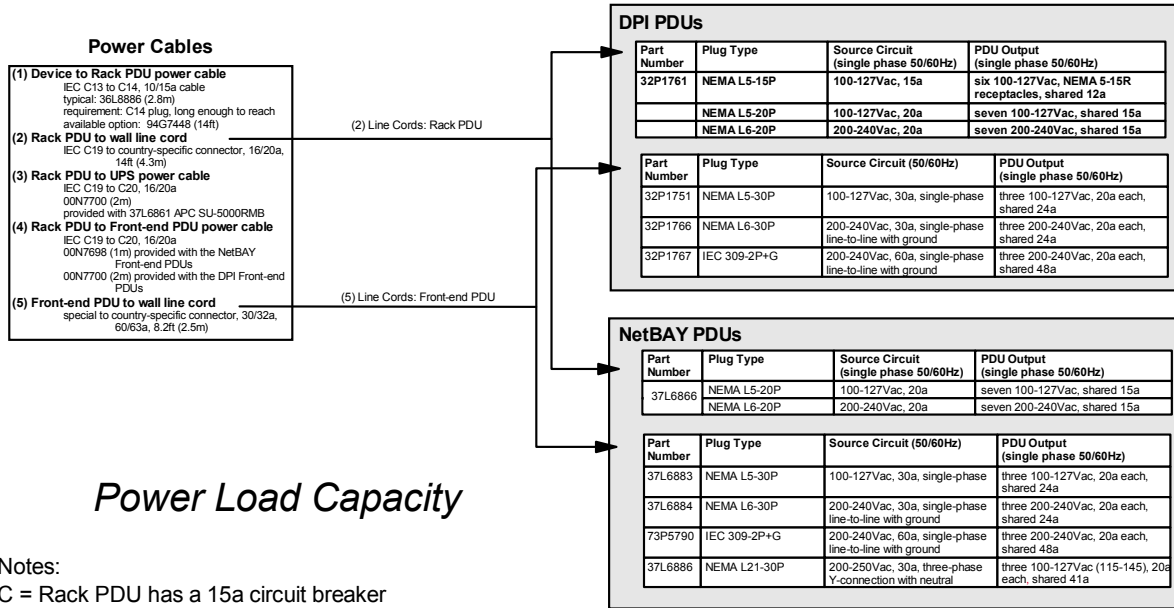 Power Cables
(1) Device to Rack PDU power cable
IEC C13 to C14, 10/15a cable
typical: 36L8886 (2.8m)
requirement: C14 plug, long enough to reach
available option: 94G7448 (14ft)
(2) Rack PDU to wall line cord
IEC C19 to country-specific connector, 16/20a,
14ft (4.3m)
(3) Rack PDU to UPS power cable
IEC C19 to C20, 16/20a
00N7700 (2m)
provided with 37L6861 APC SU-5000RMB
(4) Rack PDU to Front-end PDU power cable
IEC C19 to C20, 16/20a
00N7698 (1m) provided with the NetBAY
Front-end PDUs
00N7700 (2m) provided with the DPI Front-end
PDUs
(5) Front-end PDU to wall line cord
special to country-specific connector, 30/32a,
60/63a, 8.2ft (2.5m)
(2) Line Cords: Rack PDU
(5) Line Cords: Front-end PDU
DPI PDUs
Part Number Plug Type Source Circuit (single phase 50/60Hz) PDU Output (single phase 50/60Hz)
32P1761 NEMA L5-15P 100-127Vac, 15a six 100-127Vac, NEMA 5-15R receptacles, shared 12a
NEMA L5-20P 100-127Vac, 20a seven 100-127Vac, shared 15a
NEMA L6-20P 200-240Vac, 20a seven 200-240Vac, shared 15a
Part Number Plug Type Source Circuit (50/60Hz) PDU Output (single phase 50/60Hz)
32P1751 NEMA L5-30P 100-127Vac, 30a, single-phase three 100-127Vac, 20a each, shared 24a
32P1766 NEMA L6-30P 200-240Vac, 30a, single-phase line-to-line with ground three 200-240Vac, 20a each, shared 24a
32P1767 IEC 309-2P+G 200-240Vac, 60a, single-phase line-to-line with ground three 200-240Vac, 20a each, shared 48a
NetBAY PDUs
Part Number Plug Type Source Circuit (single phase 50/60Hz) PDU Output (single phase 50/60Hz)
37L6866 NEMA L5-20P 100-127Vac, 20a seven 100-127Vac, shared 15a
NEMA L6-20P 200-240Vac, 20a seven 200-240Vac, shared 15a
Part Number Plug Type Source Circuit (50/60Hz) PDU Output (single phase 50/60Hz)
37L6883 NEMA L5-30P 100-127Vac, 30a, single-phase three 100-127Vac, 20a each, shared 24a
37L6884 NEMA L6-30P 200-240Vac, 30a, single-phase line-to-line with ground three 200-240Vac, 20a each, shared 24a
73P5790 IEC 309-2P+G 200-240Vac, 60a, single-phase line-to-line with ground three 200-240Vac, 20a each, shared 48a
37L6886 NEMA L21-30P 200-250Vac, 30a, three-phase Y-connection with neutral three 100-127Vac (115-145), 20a each, shared 41a
Power Load Capacity
Notes:
C = Rack PDU has a 15a circuit breaker